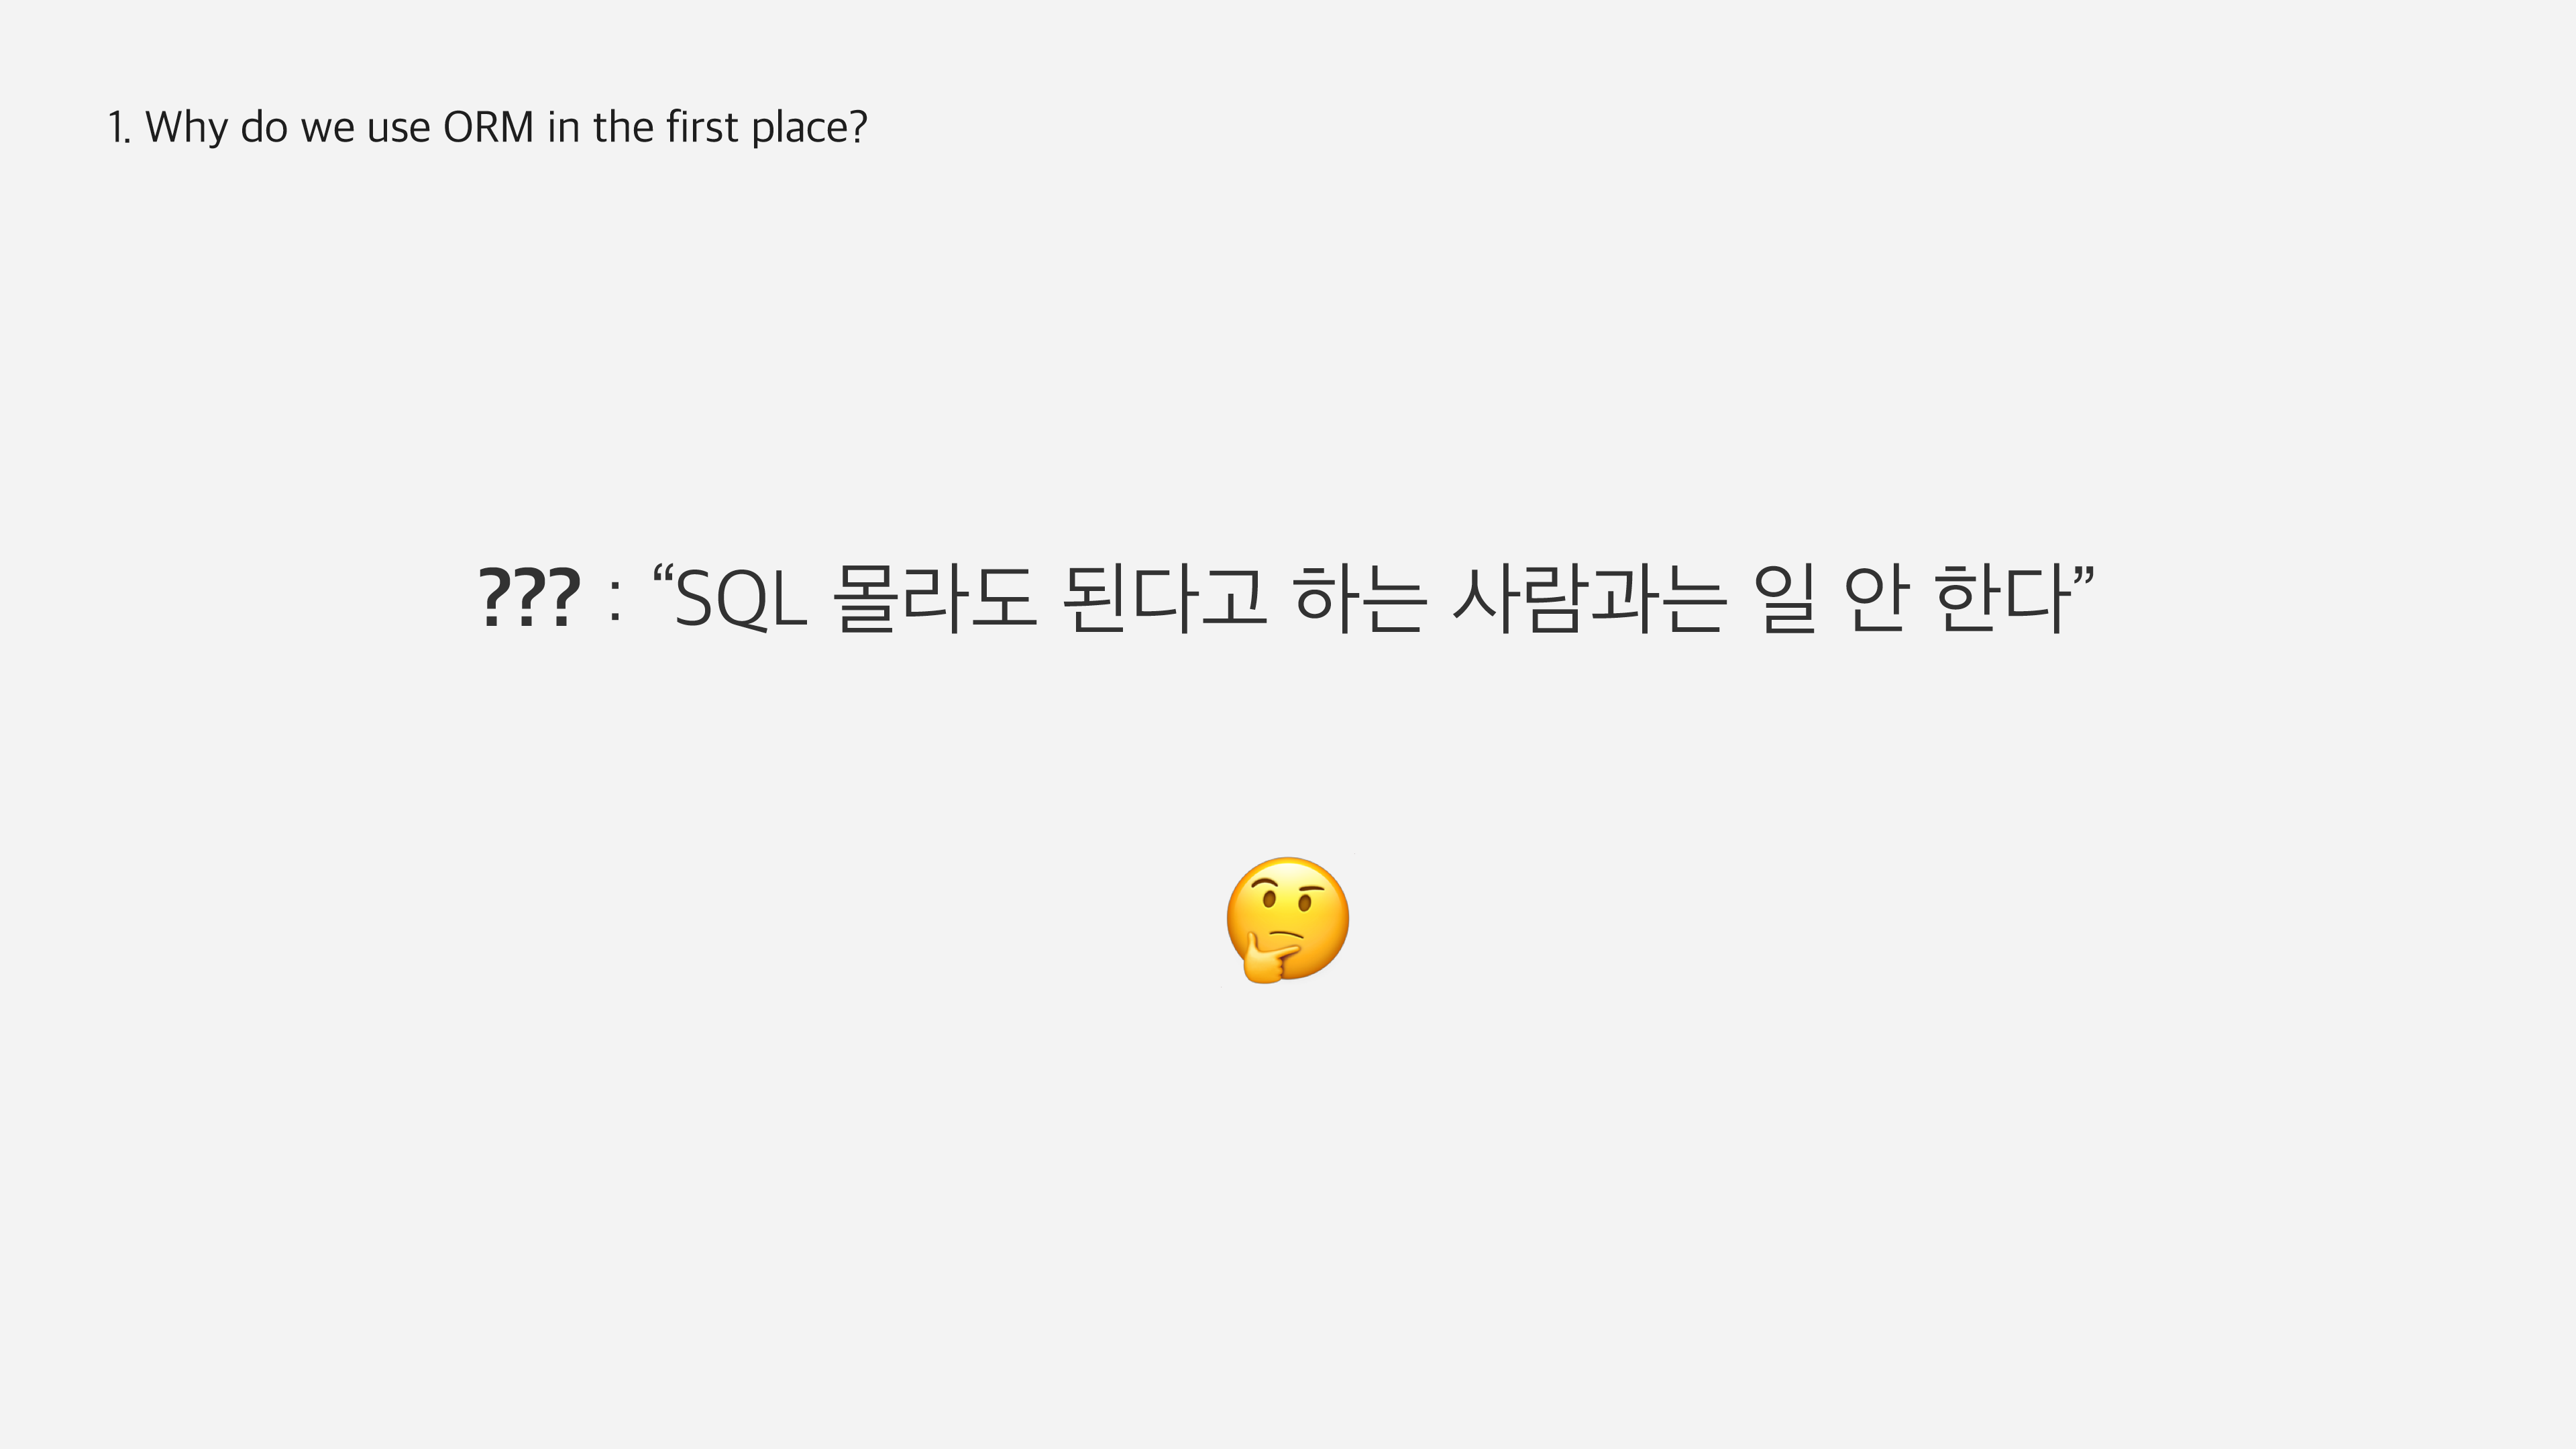 1. Why do we use ORM in the first place?
??? : “SQL 몰라도 된다고 하는 사람과는 일 안 한다”